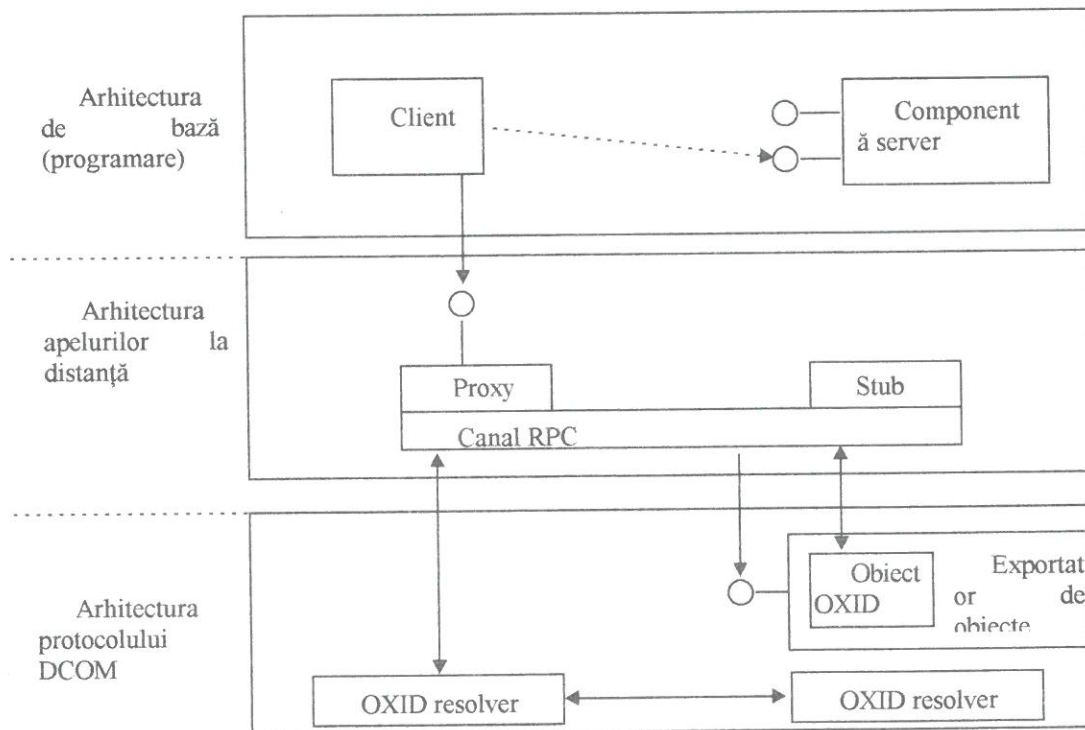 Arhitectura
de bază
(programare)
Client
Component
ă server
Arhitectura
apelurilor la
distanță
Proxy
Stub
Canal RPC
Arhitectura
protocolului
DCOM
Obiect
OXID
Exportat
or de
obiecte
OXID resolver
OXID resolver